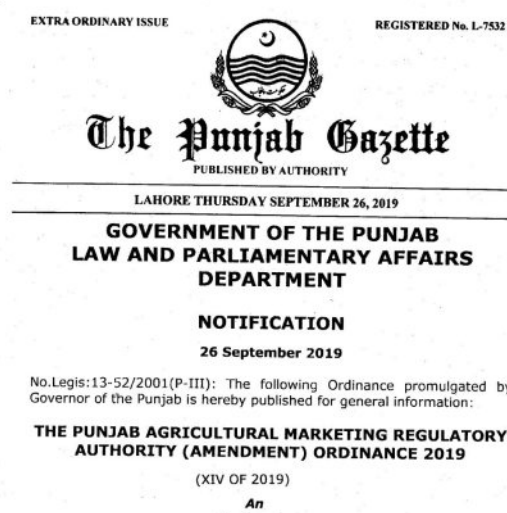 EXTRA ORDINARY ISSUE
REGISTERED No. L-7532
حکومت پنجاب
The Punjab Gazette
PUBLISHED BY AUTHORITY
LAHORE THURSDAY SEPTEMBER 26, 2019
GOVERNMENT OF THE PUNJAB
LAW AND PARLIAMENTARY AFFAIRS
DEPARTMENT
NOTIFICATION
26 September 2019
No.Legis:13-52/2001(P-III): The following Ordinance promulgated by
Governor of the Punjab is hereby published for general information:
THE PUNJAB AGRICULTURAL MARKETING REGULATORY
AUTHORITY (AMENDMENT) ORDINANCE 2019
(XIV OF 2019)
An